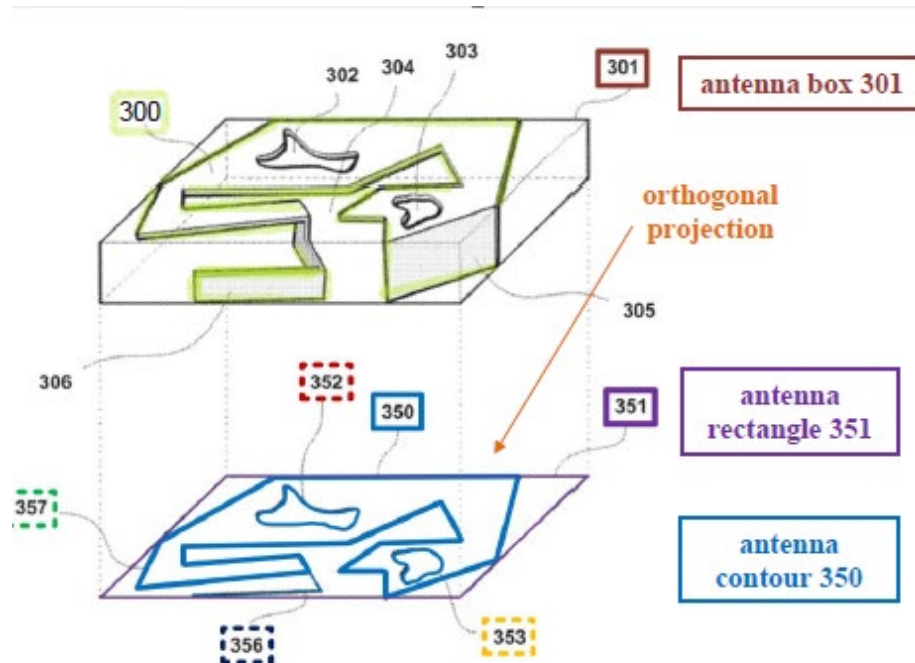 303
302
304
301
antenna box 301
300
orthogonal
projection
305
306
352
350
351
antenna
rectangle 351
357
antenna
contour 350
356
353